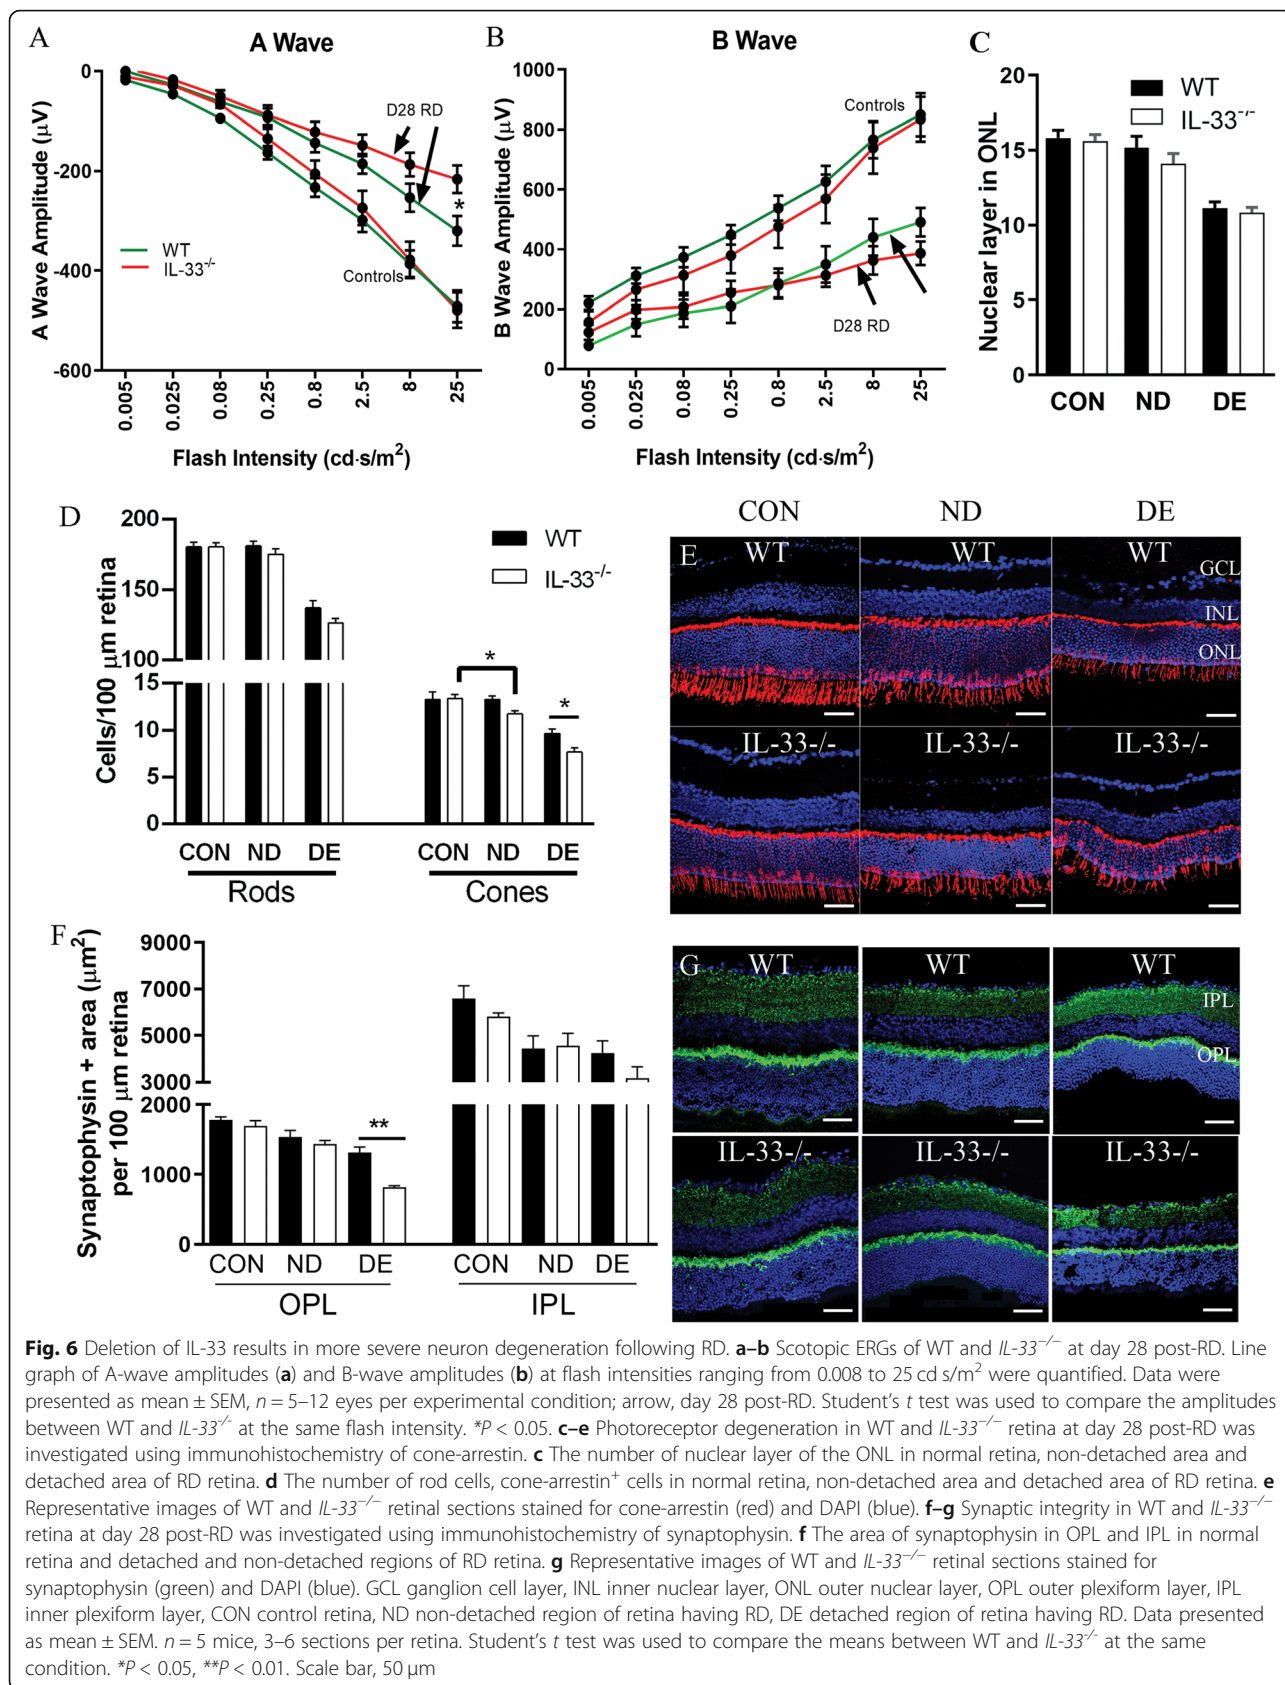 A
A Wave
0
-200
-400
-600
A Wave Amplitude (µV)
D28 RD
*
WT
IL-33-/-
Controls
0.005
0.025
0.08
0.25
0.8
2.5
8
25
Flash Intensity (cd·s/m²)
B
B Wave
1000
800
600
400
200
0
B Wave Amplitude (µV)
Controls
D28 RD
0.005
0.025
0.08
0.25
0.8
2.5
8
25
Flash Intensity (cd·s/m²)
C
20
15
10
5
0
Nuclear layer in ONL
WT
IL-33-/-
CON ND DE
D
200
150
100
15
10
5
0
Cells/100 µm retina
WT
IL-33-/-
*
*
CON ND DE CON ND DE
Rods Cones
CON ND DE
E
WT WT WT
GCL
INL
ONL
IL-33-/- IL-33-/- IL-33-/-
F
9000
7000
5000
3000
2000
1000
0
Synaptophysin + area (µm²)
per 100 µm retina
**
CON ND DE CON ND DE
OPL IPL
G
WT WT WT
IPL
OPL
IL-33-/- IL-33-/- IL-33-/-
Fig. 6 Deletion of IL-33 results in more severe neuron degeneration following RD. a–b Scotopic ERGs of WT and IL-33−/− at day 28 post-RD. Line
graph of A-wave amplitudes (a) and B-wave amplitudes (b) at flash intensities ranging from 0.008 to 25 cd s/m² were quantified. Data were
presented as mean ± SEM, n = 5–12 eyes per experimental condition; arrow, day 28 post-RD. Student's t test was used to compare the amplitudes
between WT and IL-33-/- at the same flash intensity. *P < 0.05. c–e Photoreceptor degeneration in WT and IL-33−/− retina at day 28 post-RD was
investigated using immunohistochemistry of cone-arrestin. c The number of nuclear layer of the ONL in normal retina, non-detached area and
detached area of RD retina. d The number of rod cells, cone-arrestin+ cells in normal retina, non-detached area and detached area of RD retina. e
Representative images of WT and IL-33−/− retinal sections stained for cone-arrestin (red) and DAPI (blue). f–g Synaptic integrity in WT and IL-33−/−
retina at day 28 post-RD was investigated using immunohistochemistry of synaptophysin. f The area of synaptophysin in OPL and IPL in normal
retina and detached and non-detached regions of RD retina. g Representative images of WT and IL-33−/− retinal sections stained for
synaptophysin (green) and DAPI (blue). GCL ganglion cell layer, INL inner nuclear layer, ONL outer nuclear layer, OPL outer plexiform layer, IPL
inner plexiform layer, CON control retina, ND non-detached region of retina having RD, DE detached region of retina having RD. Data presented
as mean ± SEM. n = 5 mice, 3–6 sections per retina. Student's t test was used to compare the means between WT and IL-33-/- at the same
condition. *P < 0.05, **P < 0.01. Scale bar, 50 µm